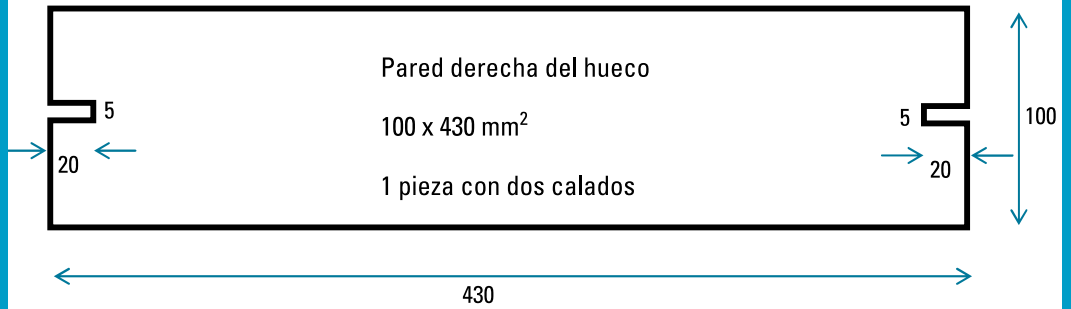 Pared derecha del hueco
5
5
100 x 430 mm²
100
20
20
1 pieza con dos calados
430